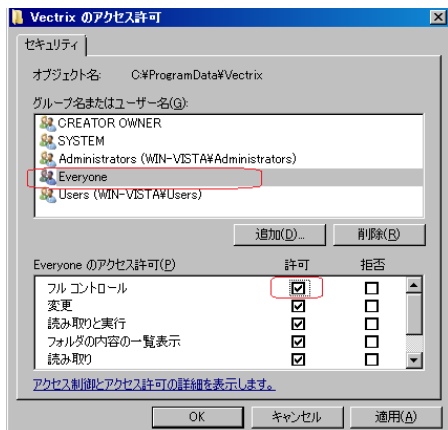 Vectrix のアクセス許可
セキュリティ
オブジェクト名: C:¥ProgramData¥Vectrix
グループ名またはユーザー名(G):
CREATOR OWNER
SYSTEM
Administrators (WIN-VISTA¥Administrators)
Everyone
Users (WIN-VISTA¥Users)
追加(D)... 削除(R)
Everyone のアクセス許可(P) 許可 拒否
フル コントロール
変更
読み取りと実行
フォルダの内容の一覧表示
読み取り
アクセス制御とアクセス許可の詳細を表示します。
OK キャンセル 適用(A)